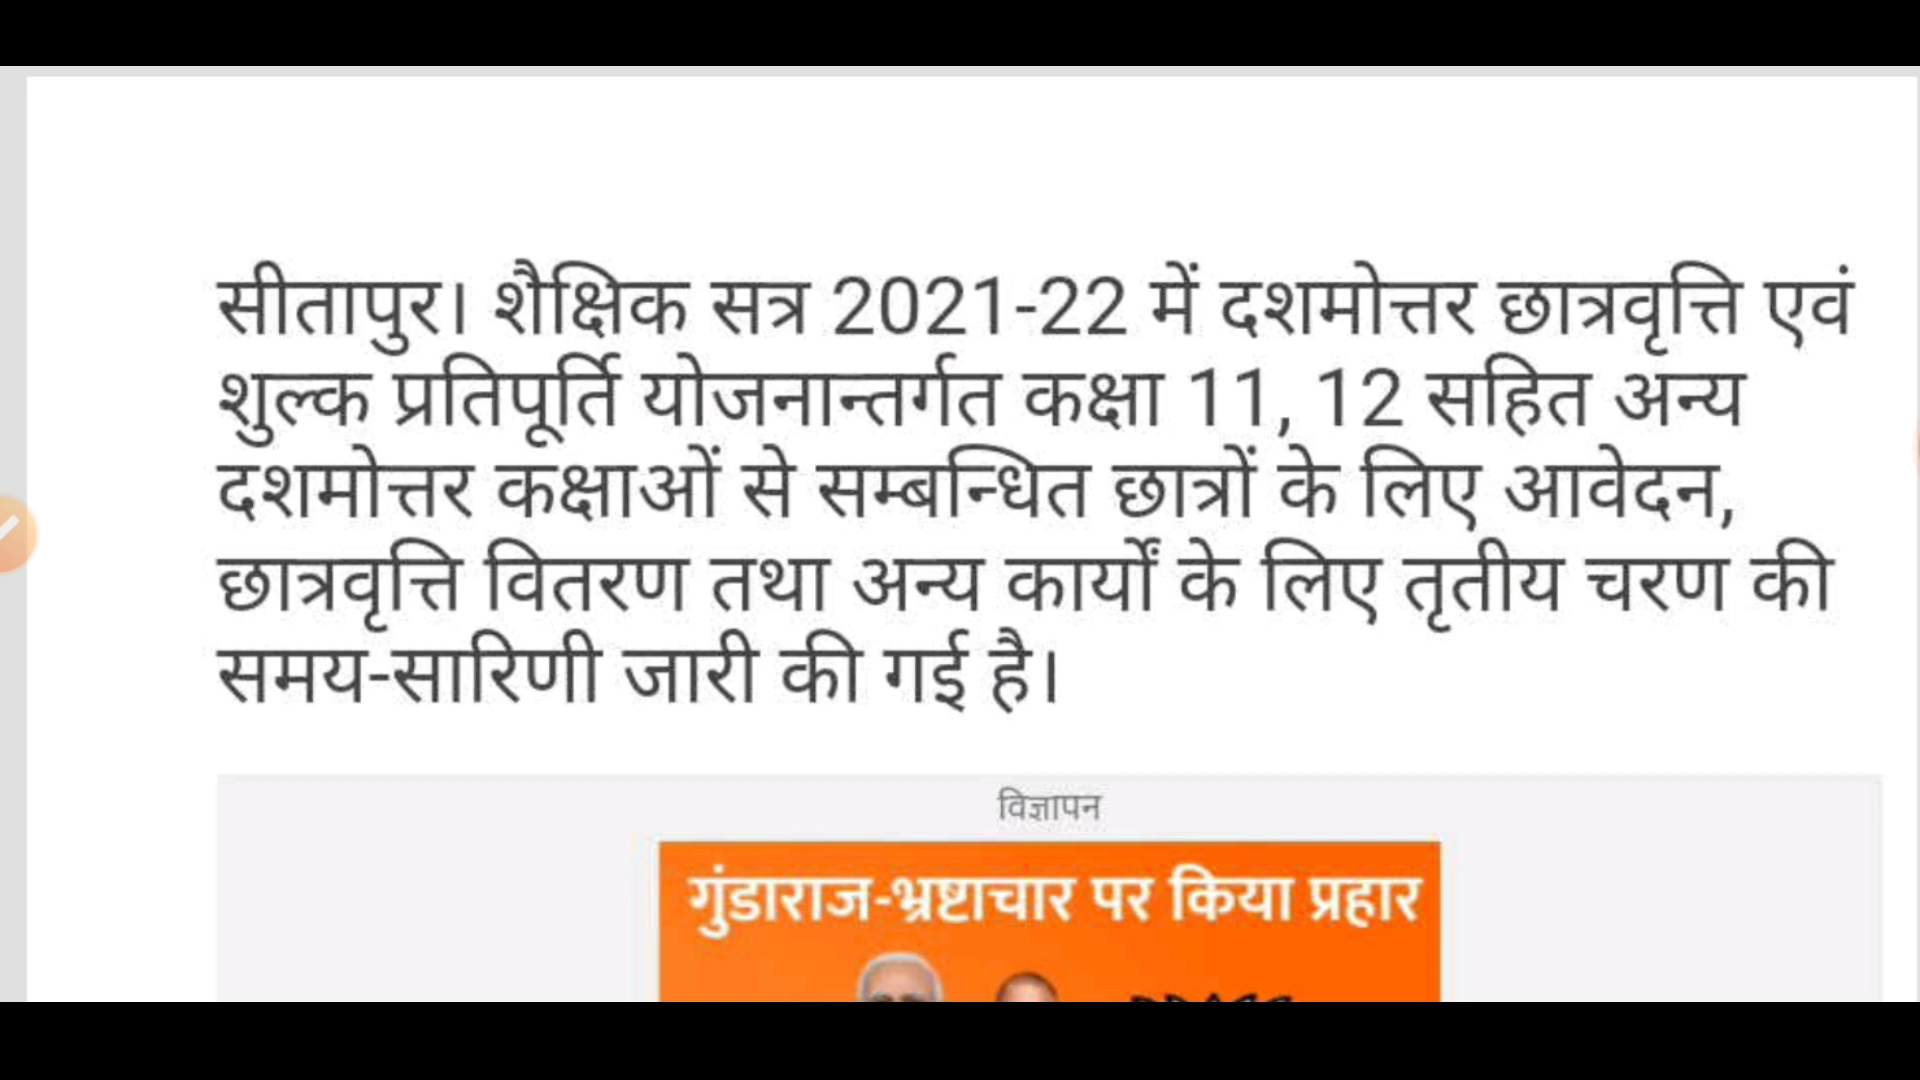 सीतापुर। शैक्षिक सत्र 2021-22 में दशमोत्तर छात्रवृत्ति एवं
शुल्क प्रतिपूर्ति योजनान्तर्गत कक्षा 11, 12 सहित अन्य
दशमोत्तर कक्षाओं से सम्बन्धित छात्रों के लिए आवेदन,
छात्रवृत्ति वितरण तथा अन्य कार्यों के लिए तृतीय चरण की
समय-सारिणी जारी की गई है।
विज्ञापन
गुंडाराज-भ्रष्टाचार पर किया प्रहार